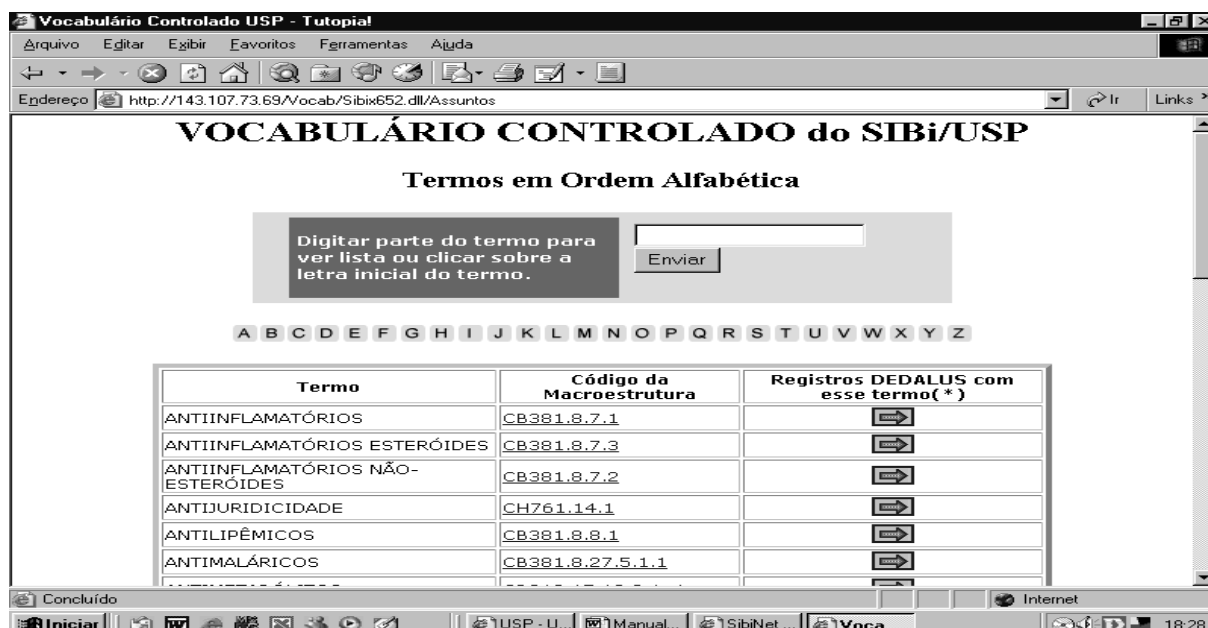 Vocabulário Controlado USP - Tutopia!
Arquivo Editar Exibir Favoritos Ferramentas Ajuda
Endereço http://143.107.73.69/Vocab/Sibix652.dll/Assuntos Ir Links
VOCABULÁRIO CONTROLADO do SIBi/USP
Termos em Ordem Alfabética
Digitar parte do termo para
ver lista ou clicar sobre a
letra inicial do termo.
Enviar
A B C D E F G H I J K L M N O P Q R S T U V W X Y Z
Termo Código da Macroestrutura Registros DEDALUS com esse termo(*)
ANTIINFLAMATÓRIOS CB381.8.7.1
ANTIINFLAMATÓRIOS ESTERÓIDES CB381.8.7.3
ANTIINFLAMATÓRIOS NÃO-
ESTERÓIDES CB381.8.7.2
ANTIJURIDICIDADE CH761.14.1
ANTILIPÊMICOS CB381.8.8.1
ANTIMALÁRICOS CB381.8.27.5.1.1
Concluído Internet
Iniciar USP - U... Manual... SibiNet ... Voca... 18:28